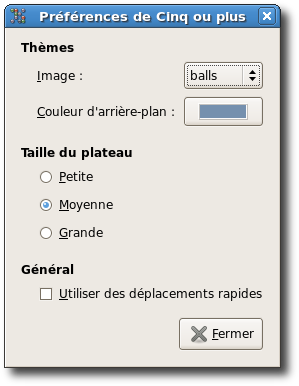 Préférences de Cinq ou plus
Thèmes
Image : balls
Couleur d'arrière-plan :
Taille du plateau
Petite
Moyenne
Grande
Général
Utiliser des déplacements rapides
Fermer